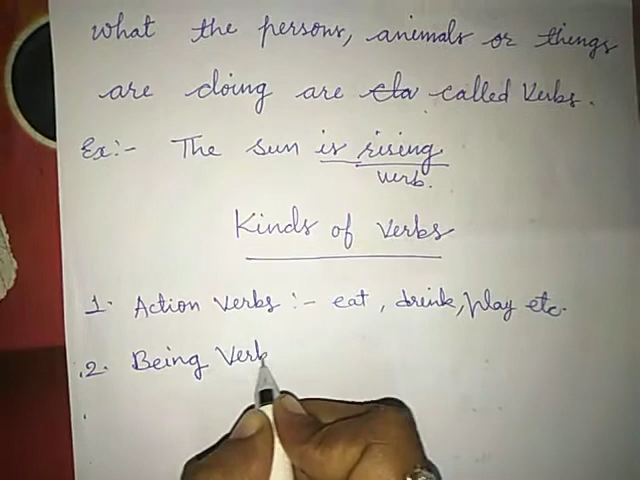 what the persons, animals or things
are doing are cla called Verbs.
Ex:- The sun is rising.
verb.
Kinds of Verbs
1. Action Verbs :- eat, drink, play etc.
2. Being Verb